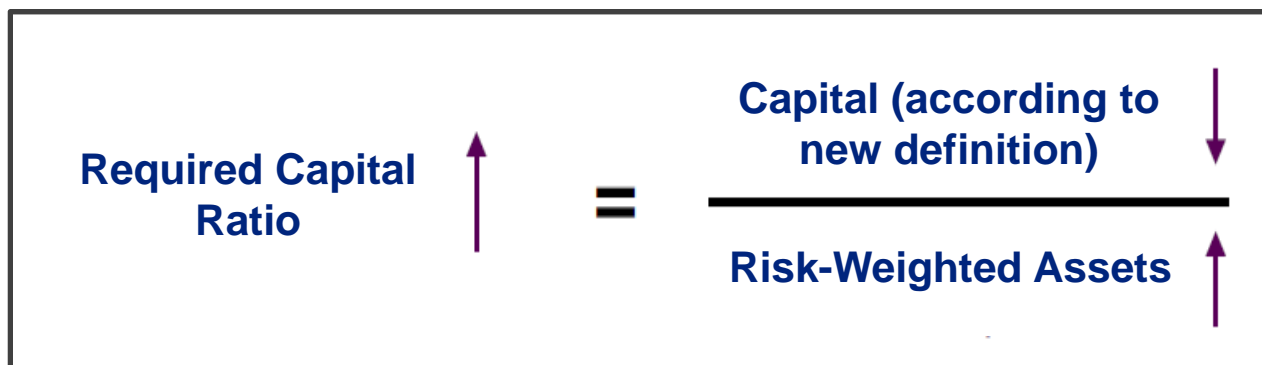 Capital (according to
new definition)
Required Capital
Ratio
=
Risk-Weighted Assets